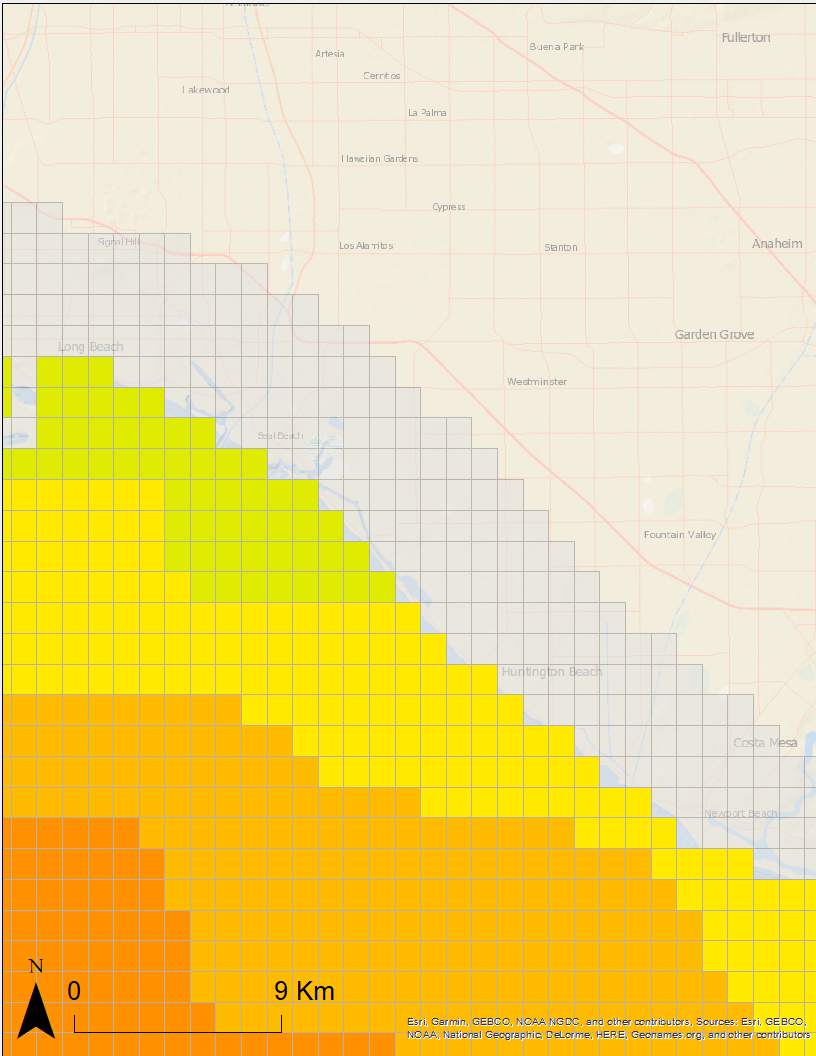 Fullerton
Buena Park
Artesia
Cerritos
Lakewood
La Palma
Hawaiian Gardens
Cypress
Signal Hill
Los Alamitos
Stanton
Anaheim
Garden Grove
Long Beach
Westminster
Seal Beach
Fountain Valley
Huntington Beach
Costa Mesa
Newport Beach
N
0 9 Km
Esri, Garmin, GEBCO, NOAA NGDC, and other contributors, Sources: Esri, GEBCO,
NOAA, National Geographic, DeLorme, HERE, Geonames.org, and other contributors